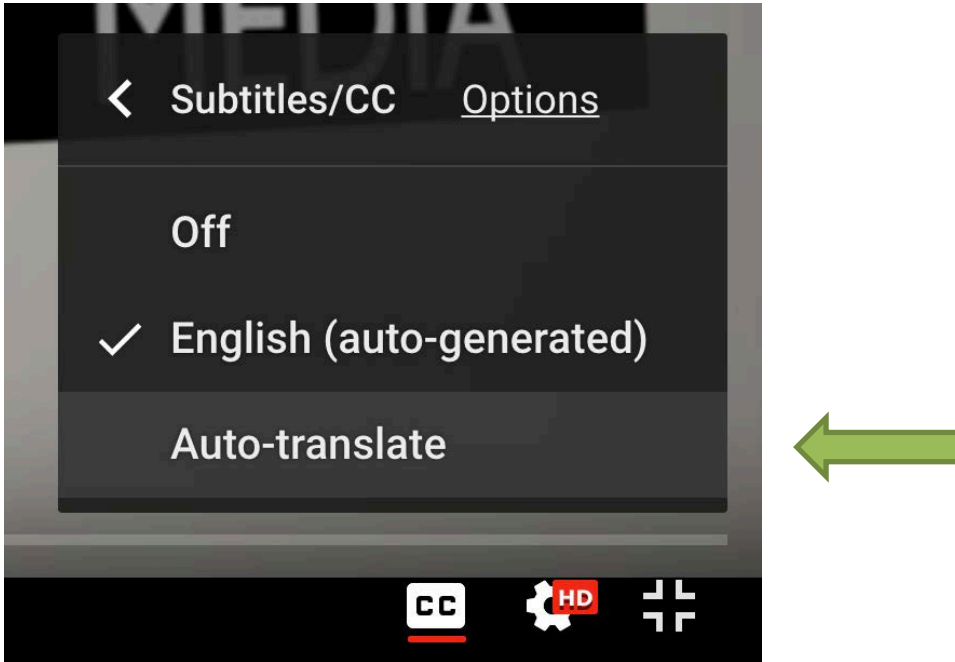 MEDIA
Subtitles/CC Options
Off
English (auto-generated)
Auto-translate
CC HD